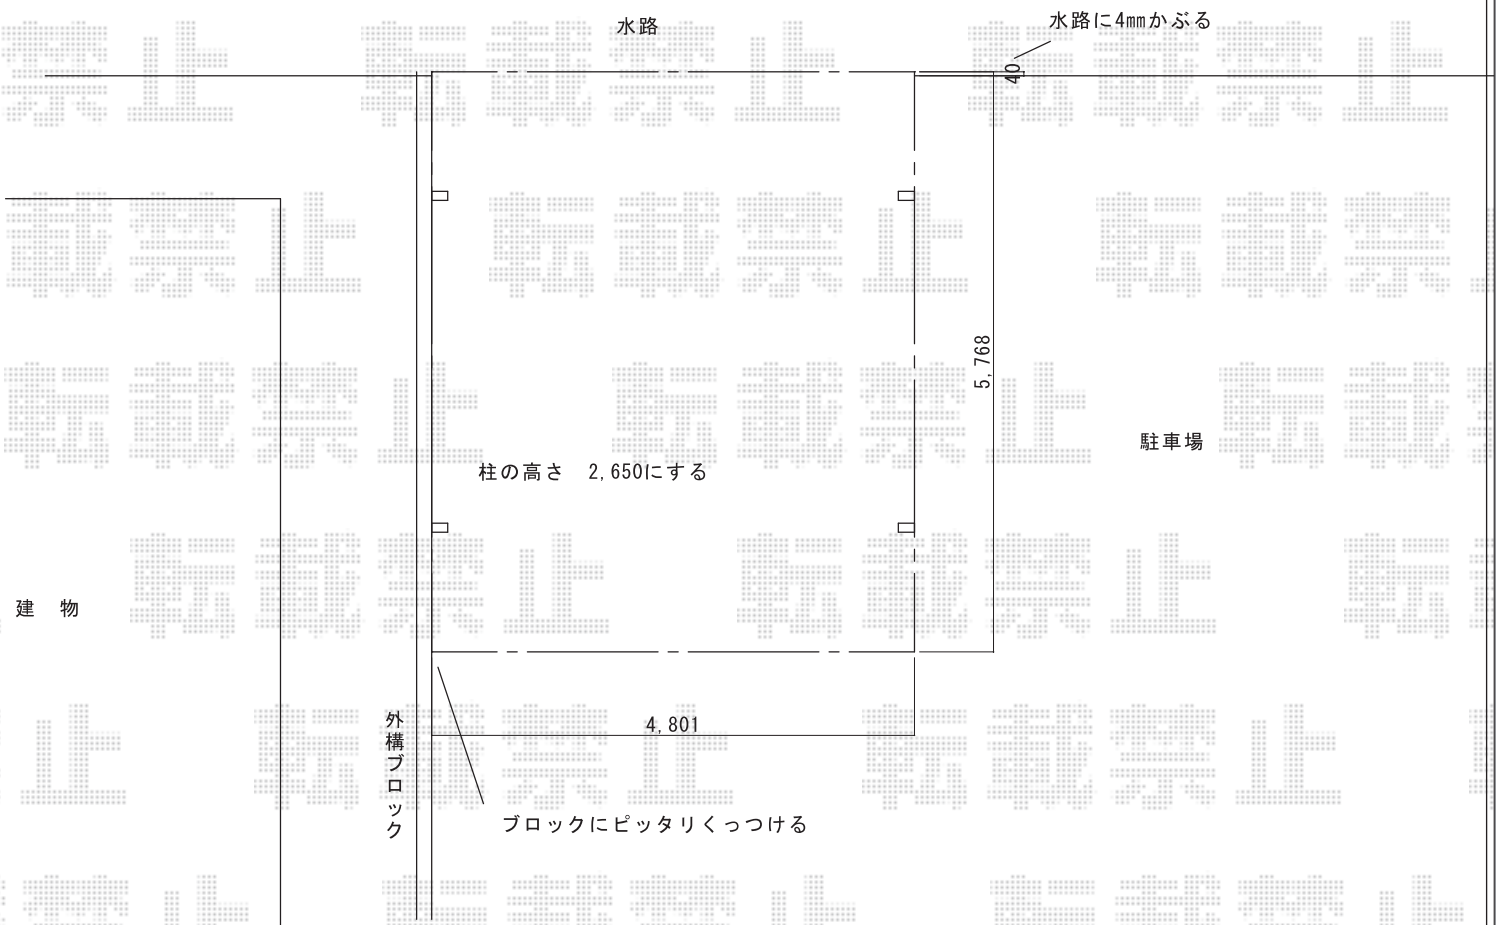 水路
水路に4mmかぶる
40
5,768
駐車場
柱の高さ　2,650にする
建　物
外構ブロック
4,801
ブロックにピッタリくっつける
転載禁止